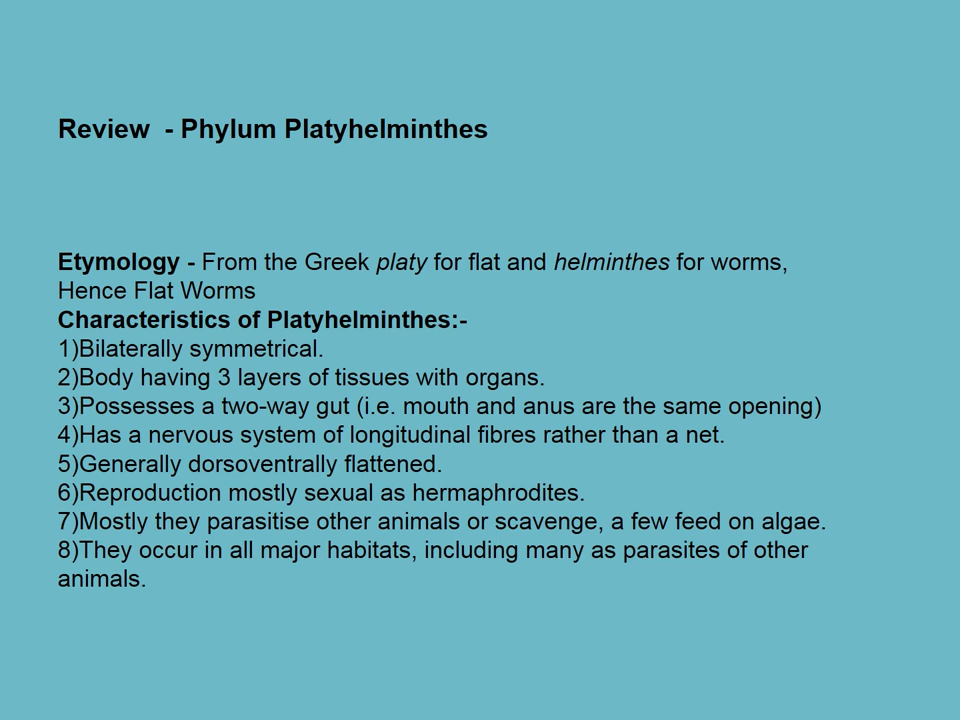 Review  - Phylum Platyhelminthes
Etymology - From the Greek platy for flat and helminthes for worms,
Hence Flat Worms
Characteristics of Platyhelminthes:-
1)Bilaterally symmetrical.
2)Body having 3 layers of tissues with organs.
3)Possesses a two-way gut (i.e. mouth and anus are the same opening)
4)Has a nervous system of longitudinal fibres rather than a net.
5)Generally dorsoventrally flattened.
6)Reproduction mostly sexual as hermaphrodites.
7)Mostly they parasitise other animals or scavenge, a few feed on algae.
8)They occur in all major habitats, including many as parasites of other
animals.